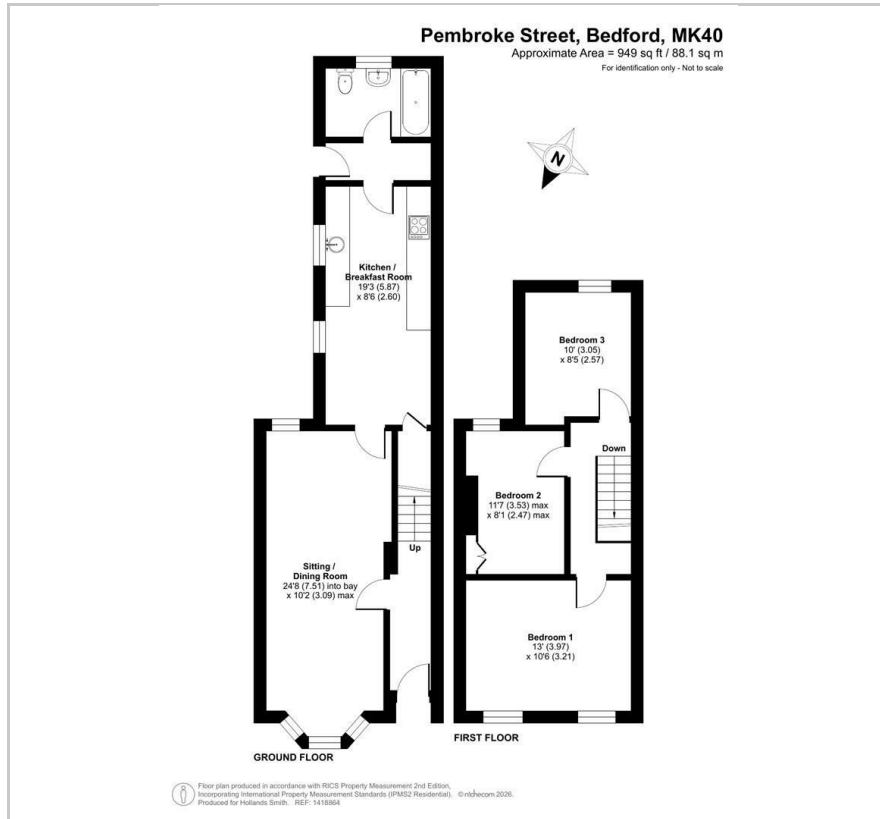 Pembroke Street, Bedford, MK40
Approximate Area = 949 sq ft / 88.1 sq m
For identification only - Not to scale
N
Kitchen /
Breakfast Room
19'3 (5.87)
x 8'6 (2.60)
Bedroom 3
10' (3.05)
x 8'5 (2.57)
Down
Bedroom 2
11'7 (3.53) max
x 8'1 (2.47) max
Up
Sitting /
Dining Room
24'8 (7.51) into bay
x 10'2 (3.09) max
Bedroom 1
13' (3.97)
x 10'6 (3.21)
GROUND FLOOR
FIRST FLOOR
Floor plan produced in accordance with RICS Property Measurement 2nd Edition,
Incorporating International Property Measurement Standards (IPMS2 Residential). © ntchecom 2026.
Produced for Hollands Smith. REF: 1418864